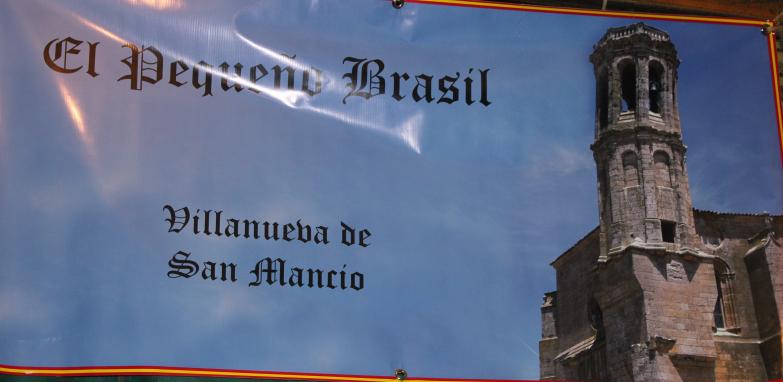 El Pequeño Brasil
Villanueva de
San Mancio